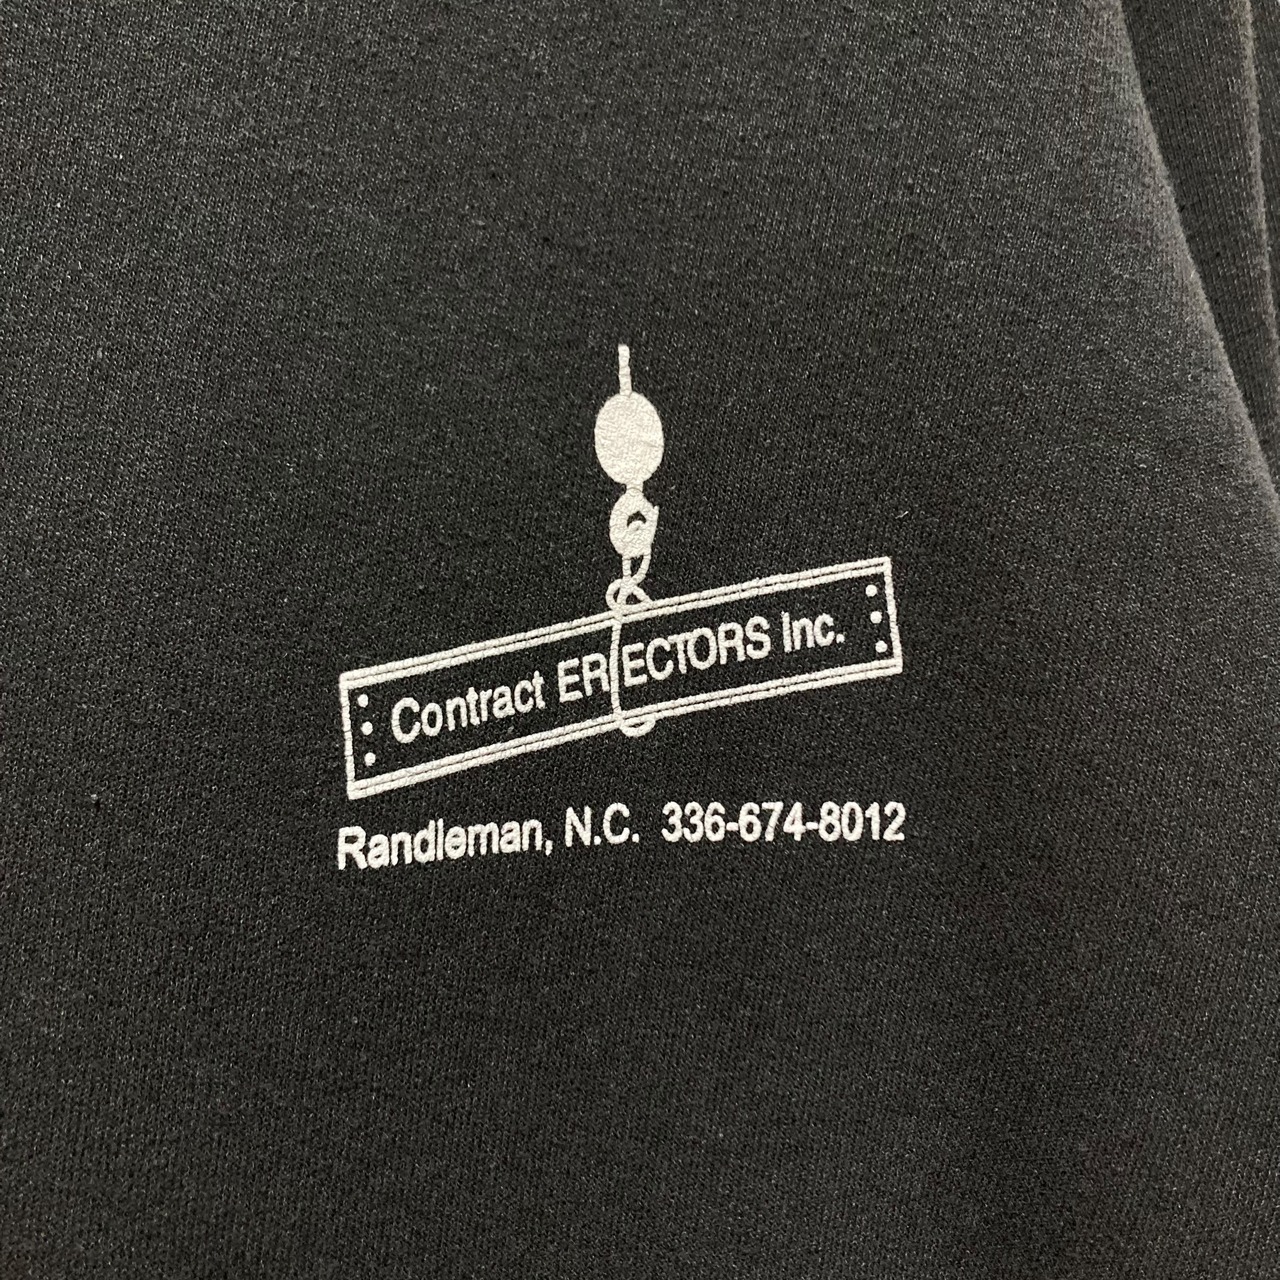 Contract ERECTORS Inc.
Randleman, N.C. 336-674-8012